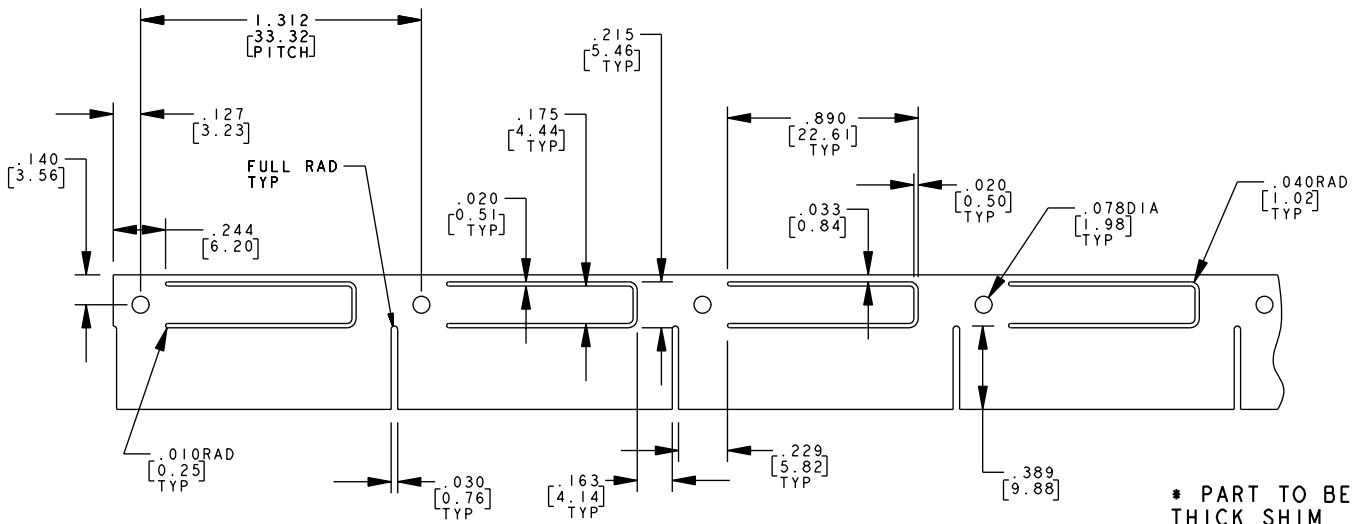 1.312
[33.32]
PITCH
.215
[5.46]
TYP
.127
[3.23]
.175
[4.44]
TYP
.890
[22.61]
TYP
.140
[3.56]
FULL RAD
TYP
.020
[0.51]
TYP
.033
[0.84]
.020
[0.50]
TYP
.078DIA
[1.98]
TYP
.040RAD
[1.02]
TYP
.244
[6.20]
.010RAD
[0.25]
TYP
.030
[0.76]
TYP
.163
[4.14]
TYP
.229
[5.82]
TYP
.389
[9.88]
* PART TO BE
THICK SHIM